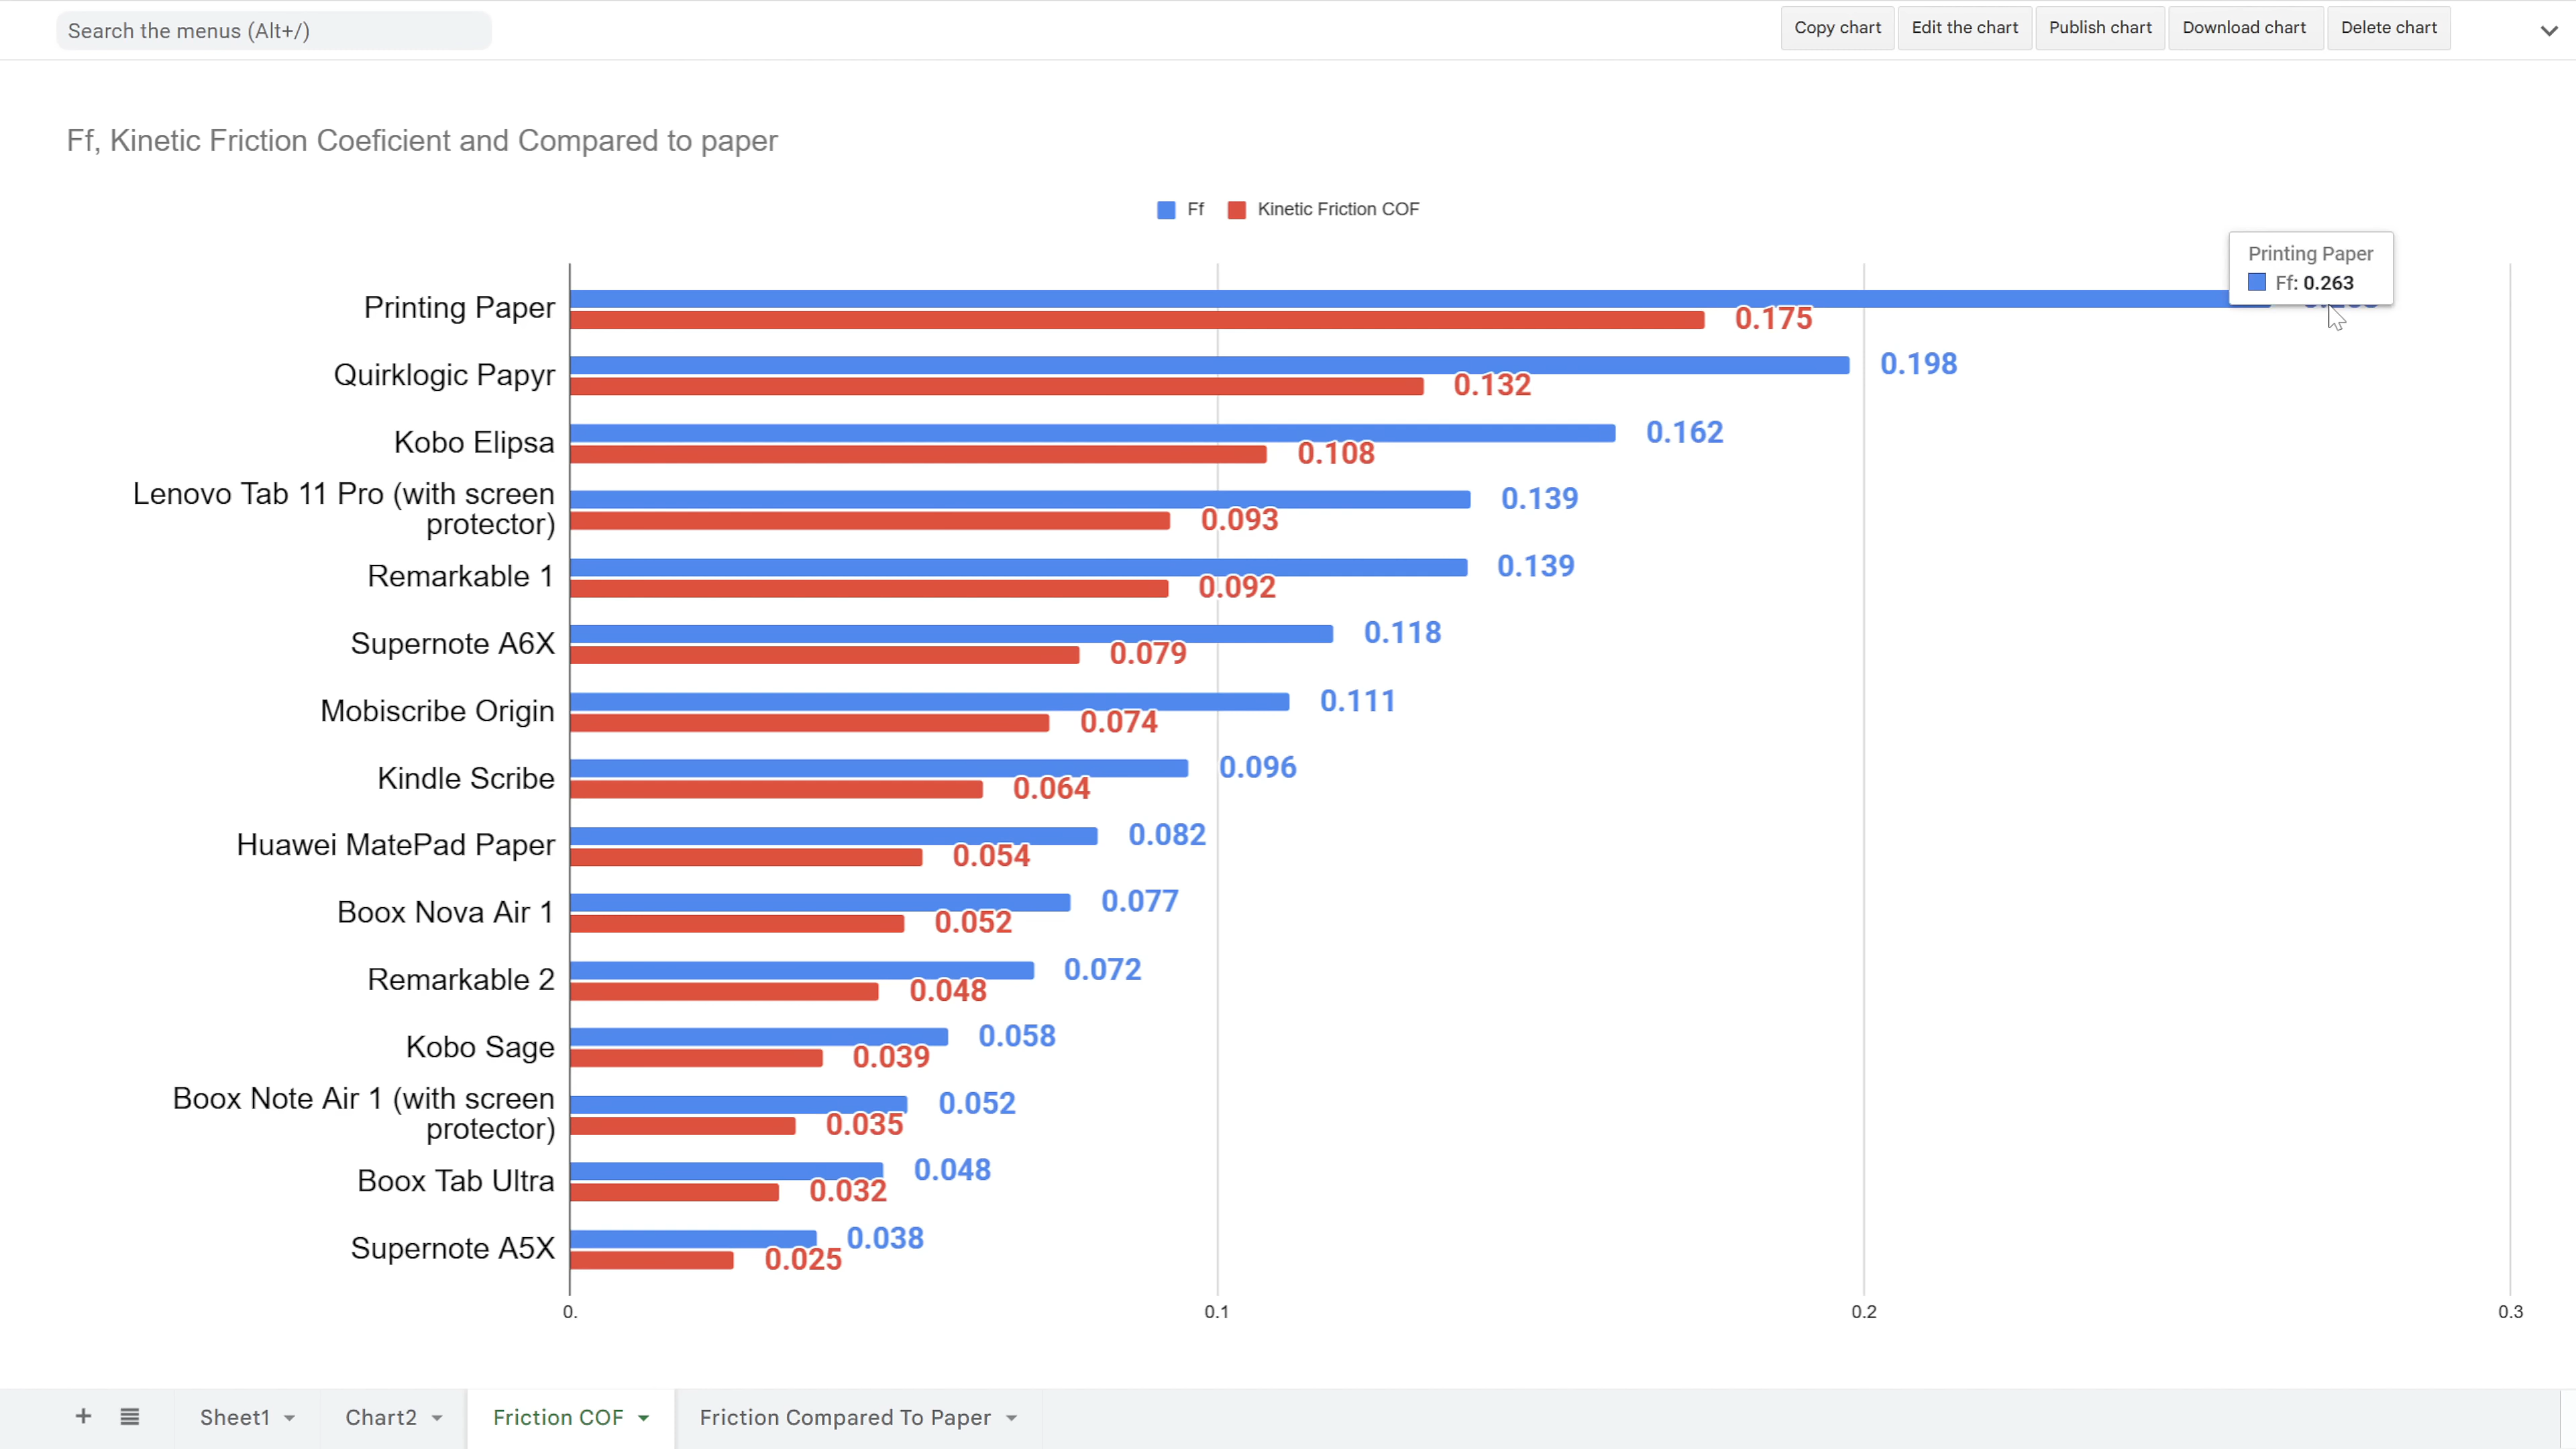 Search the menus (Alt+/)
Copy chart
Edit the chart
Publish chart
Download chart
Delete chart
Ff, Kinetic Friction Coeficient and Compared to paper
Ff
Kinetic Friction COF
Printing Paper
Ff: 0.263
Printing Paper
0.175
Quirklogic Papyr
0.198
0.132
Kobo Elipsa
0.162
0.108
Lenovo Tab 11 Pro (with screen
protector)
0.139
0.093
Remarkable 1
0.139
0.092
Supernote A6X
0.118
0.079
Mobiscribe Origin
0.111
0.074
Kindle Scribe
0.096
0.064
Huawei MatePad Paper
0.082
0.054
Boox Nova Air 1
0.077
0.052
Remarkable 2
0.072
0.048
Kobo Sage
0.058
0.039
Boox Note Air 1 (with screen
protector)
0.052
0.035
Boox Tab Ultra
0.048
0.032
Supernote A5X
0.038
0.025
0.
0.1
0.2
0.3
Sheet1
Chart2
Friction COF
Friction Compared To Paper